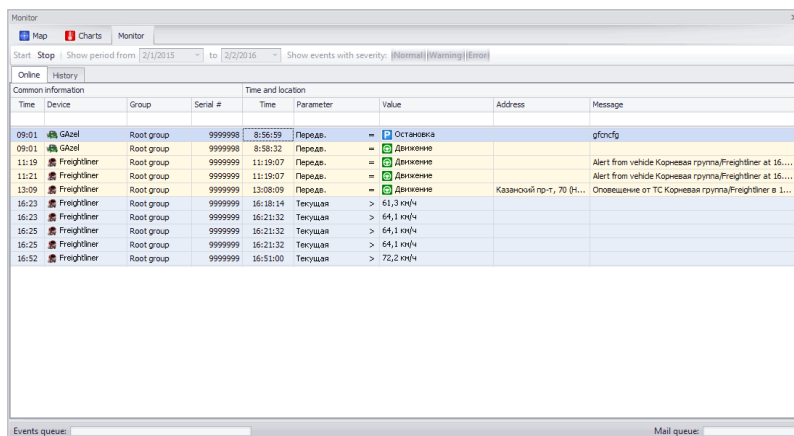 Monitor
Map Charts Monitor
Start Stop Show period from: 2/1/2015 to 2/2/2016 Show events with severity: |Normal||Warning||Error|
Online History
Common information Time and location
Time Device Group Serial # Time Parameter Value Address Message
09:01 GAzel Root group 9999998 8:56:59 Передв. = P Остановка gfcncfg
09:01 GAzel Root group 9999998 8:58:32 Передв. = Движение
11:19 Freightliner Root group 9999999 11:19:07 Передв. = Движение Alert from vehicle Корневая группа/Freightliner at 16....
11:21 Freightliner Root group 9999999 11:19:07 Передв. = Движение Alert from vehicle Корневая группа/Freightliner at 16....
13:09 Freightliner Root group 9999999 13:08:09 Передв. = Движение Казанский пр-т, 70 (Н... Оповещение от ТС Корневая группа/Freightliner в 1...
16:23 Freightliner Root group 9999999 16:18:14 Текущая > 61,3 км/ч
16:23 Freightliner Root group 9999999 16:21:32 Текущая > 64,1 км/ч
16:25 Freightliner Root group 9999999 16:21:32 Текущая > 64,1 км/ч
16:25 Freightliner Root group 9999999 16:21:32 Текущая > 64,1 км/ч
16:52 Freightliner Root group 9999999 16:51:00 Текущая > 72,2 км/ч
Events queue: Mail queue: